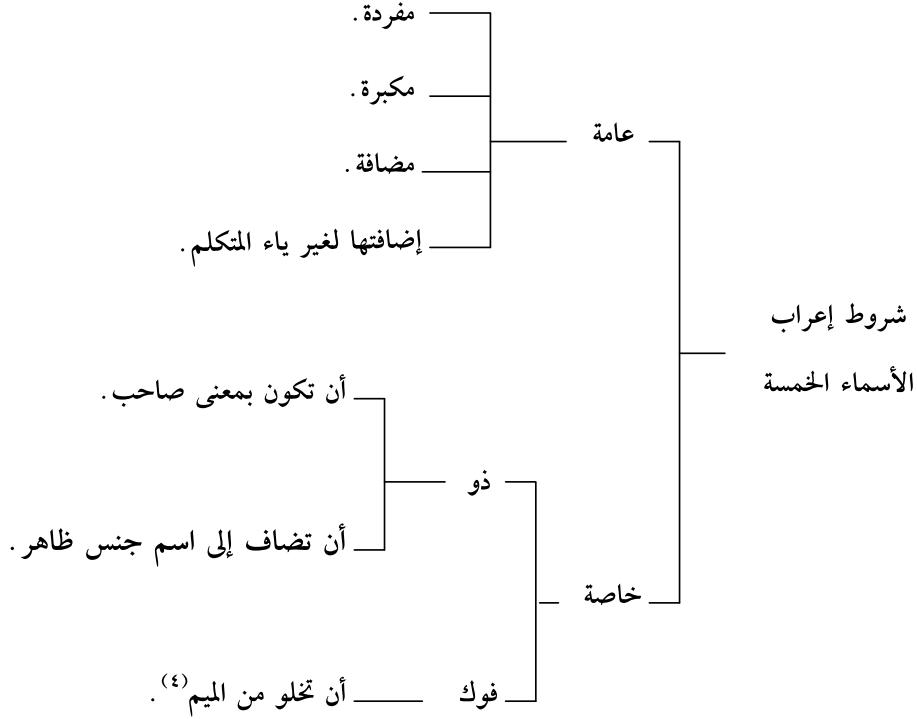 شروط إعراب
الأسماء الخمسة
عامة
مفردة.
مكبرة.
مضافة.
إضافتها لغير ياء المتكلم.
خاصة
ذو
أن تكون بمعنى صاحب.
أن تضاف إلى اسم جنس ظاهر.
فوك
أن تخلو من الميم(٤).